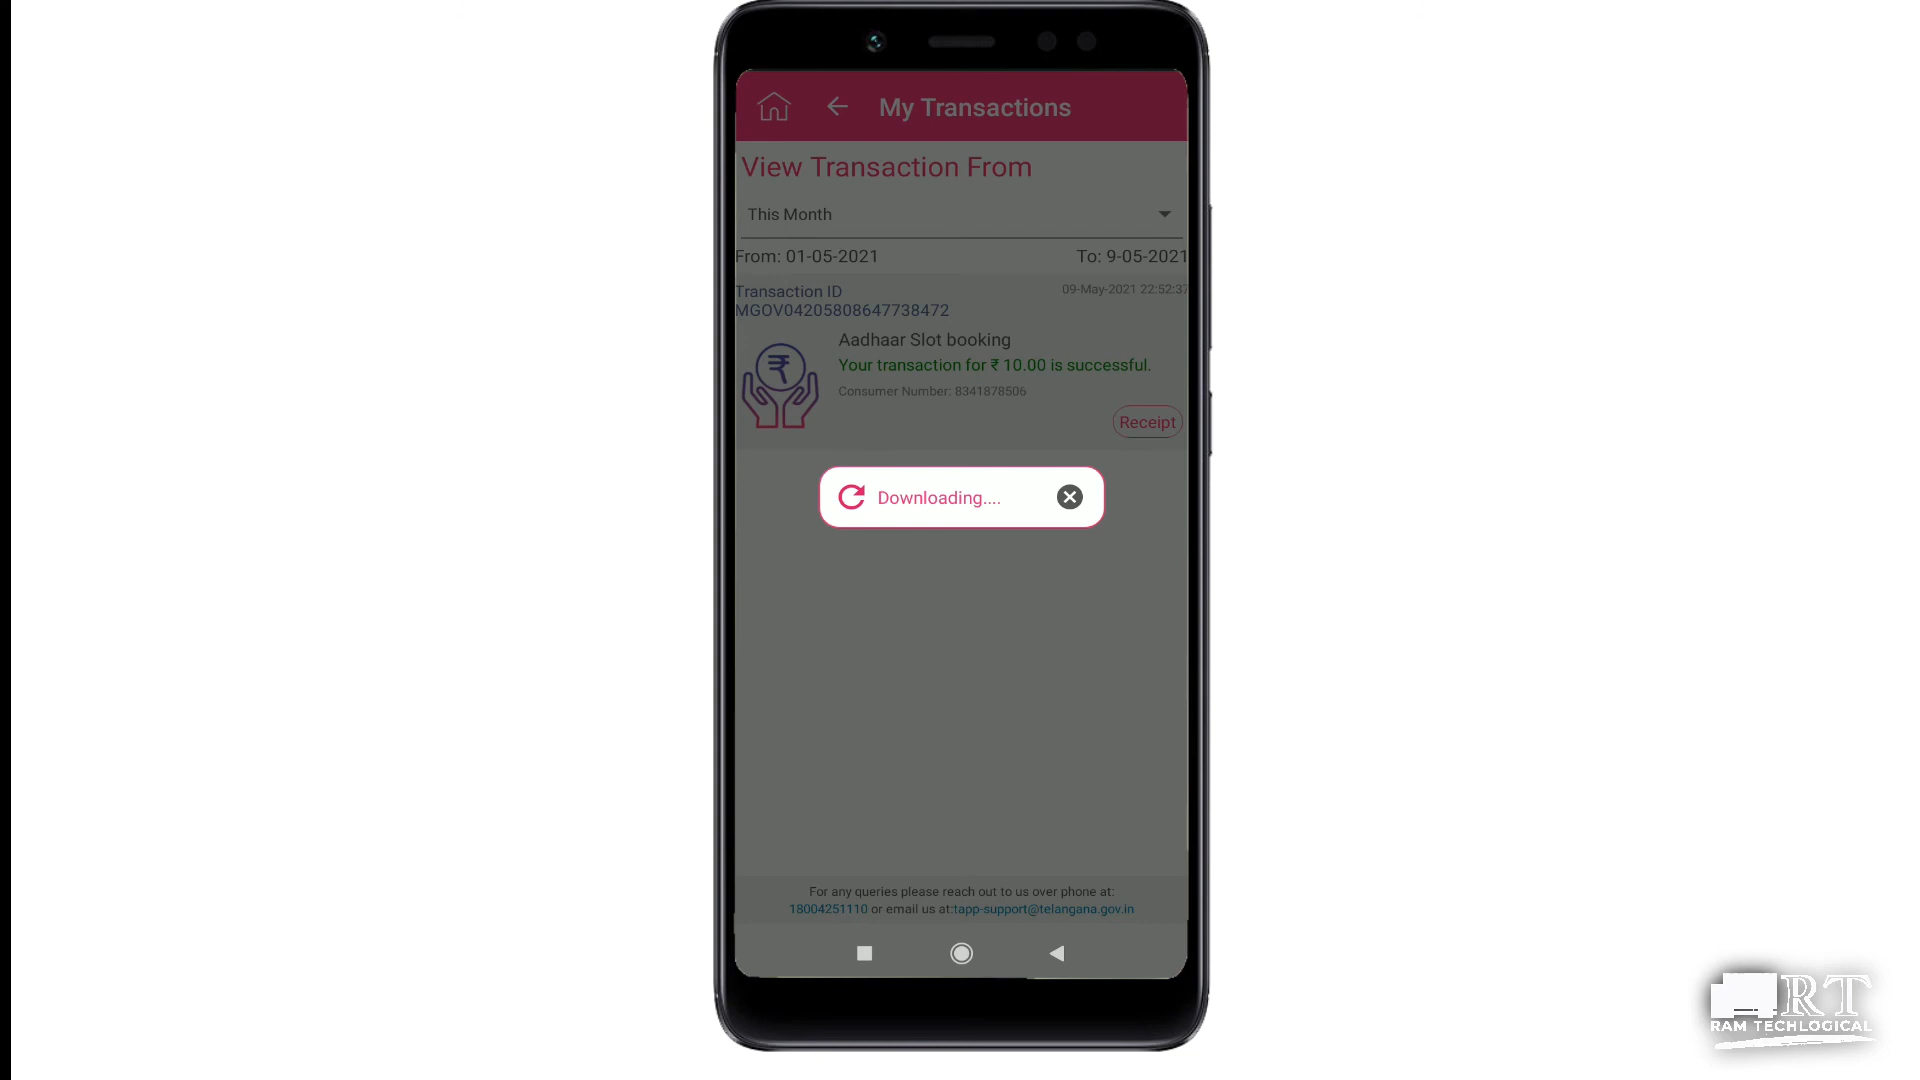 My Transactions
View Transaction From
This Month
From: 01-05-2021 To: 9-05-2021
Transaction ID 09-May-2021 22:52:37
MGOV04205808647738472
Aadhaar Slot booking
Your transaction for ₹ 10.00 is successful.
Consumer Number: 8341878506
Receipt
Downloading....
For any queries please reach out to us over phone at:
18004251110 or email us at:tapp-support@telangana.gov.in
RT
RAM TECHLOGICAL